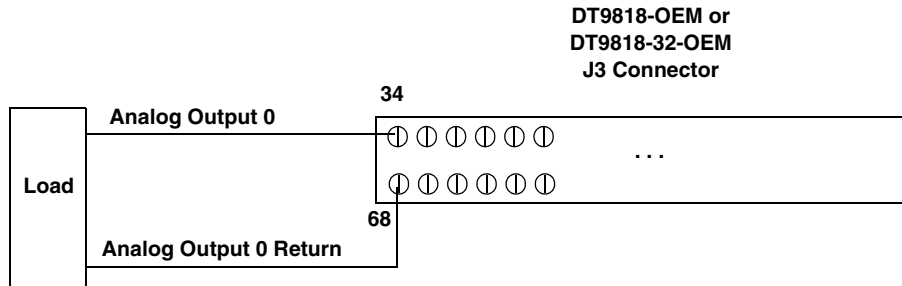 DT9818-OEM or
DT9818-32-OEM
J3 Connector
34
Analog Output 0
. . .
Load
68
Analog Output 0 Return